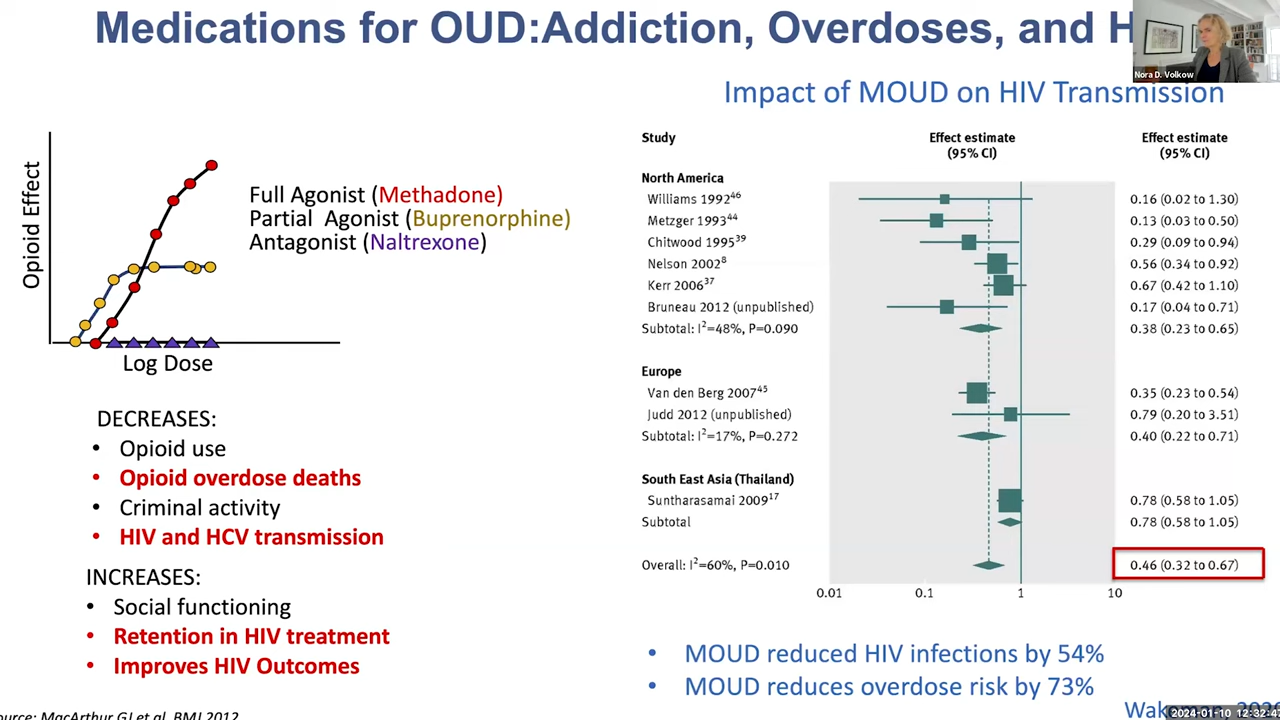 Medications for OUD:Addiction, Overdoses, and H
Nora D. Volkow
Impact of MOUD on HIV Transmission
Opioid Effect
Log Dose
Full Agonist (Methadone)
Partial Agonist (Buprenorphine)
Antagonist (Naltrexone)
DECREASES:
• Opioid use
• Opioid overdose deaths
• Criminal activity
• HIV and HCV transmission
INCREASES:
• Social functioning
• Retention in HIV treatment
• Improves HIV Outcomes
Study Effect estimate (95% CI) Effect estimate (95% CI)
North America
Williams 1992⁴⁶ 0.16 (0.02 to 1.30)
Metzger 1993⁴⁴ 0.13 (0.03 to 0.50)
Chitwood 1995³⁹ 0.29 (0.09 to 0.94)
Nelson 2002⁸ 0.56 (0.34 to 0.92)
Kerr 2006³⁷ 0.67 (0.42 to 1.10)
Bruneau 2012 (unpublished) 0.17 (0.04 to 0.71)
Subtotal: I²=48%, P=0.090 0.38 (0.23 to 0.65)
Europe
Van den Berg 2007⁴⁵ 0.35 (0.23 to 0.54)
Judd 2012 (unpublished) 0.79 (0.20 to 3.51)
Subtotal: I²=17%, P=0.272 0.40 (0.22 to 0.71)
South East Asia (Thailand)
Suntharasamai 2009¹⁷ 0.78 (0.58 to 1.05)
Subtotal 0.78 (0.58 to 1.05)
Overall: I²=60%, P=0.010 0.46 (0.32 to 0.67)
0.01 0.1 1 10
• MOUD reduced HIV infections by 54%
• MOUD reduces overdose risk by 73%
ource: MacArthur GJ et al, BMJ 2012
2024-01-10 12:32:4